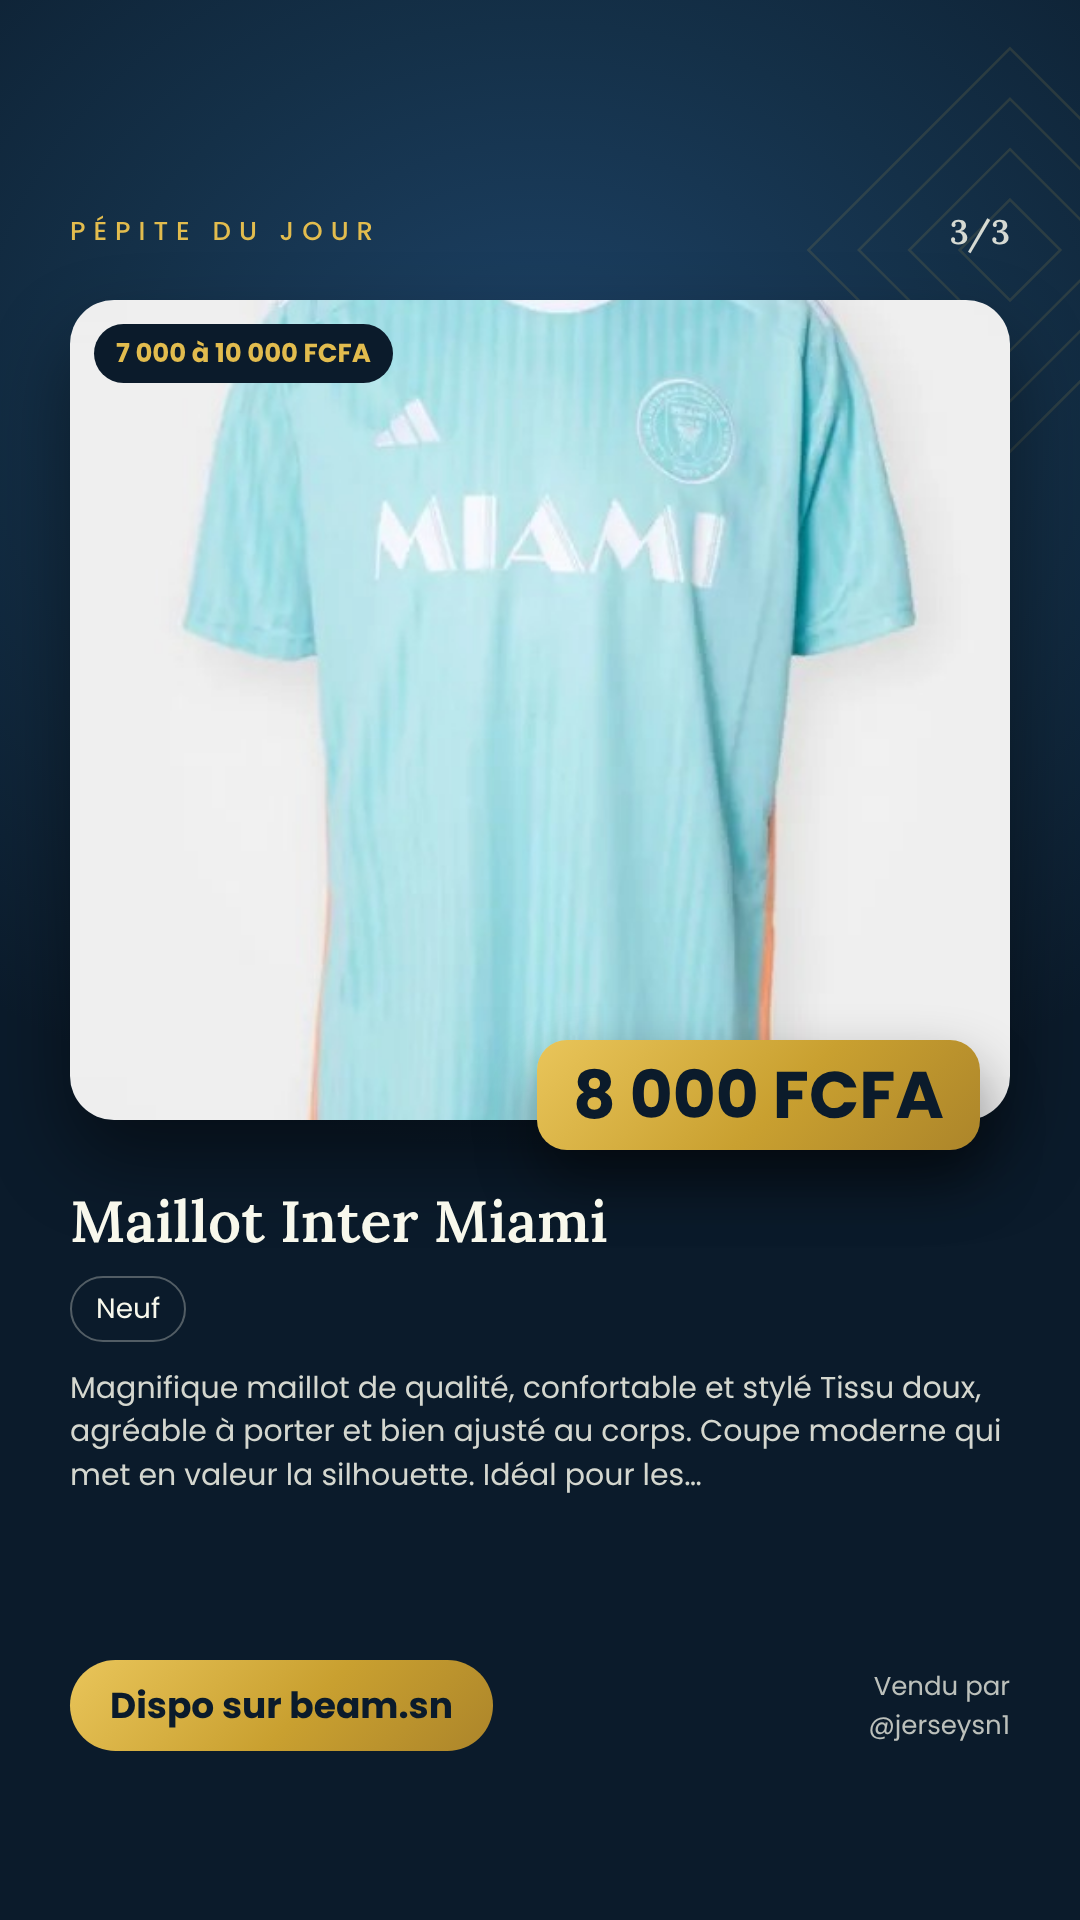 PÉPITE DU JOUR
3/3
7 000 à 10 000 FCFA
MIAMI
8 000 FCFA
Maillot Inter Miami
Neuf
Magnifique maillot de qualité, confortable et stylé Tissu doux,
agréable à porter et bien ajusté au corps. Coupe moderne qui
met en valeur la silhouette. Idéal pour les…
Dispo sur beam.sn
Vendu par
@jerseysn1